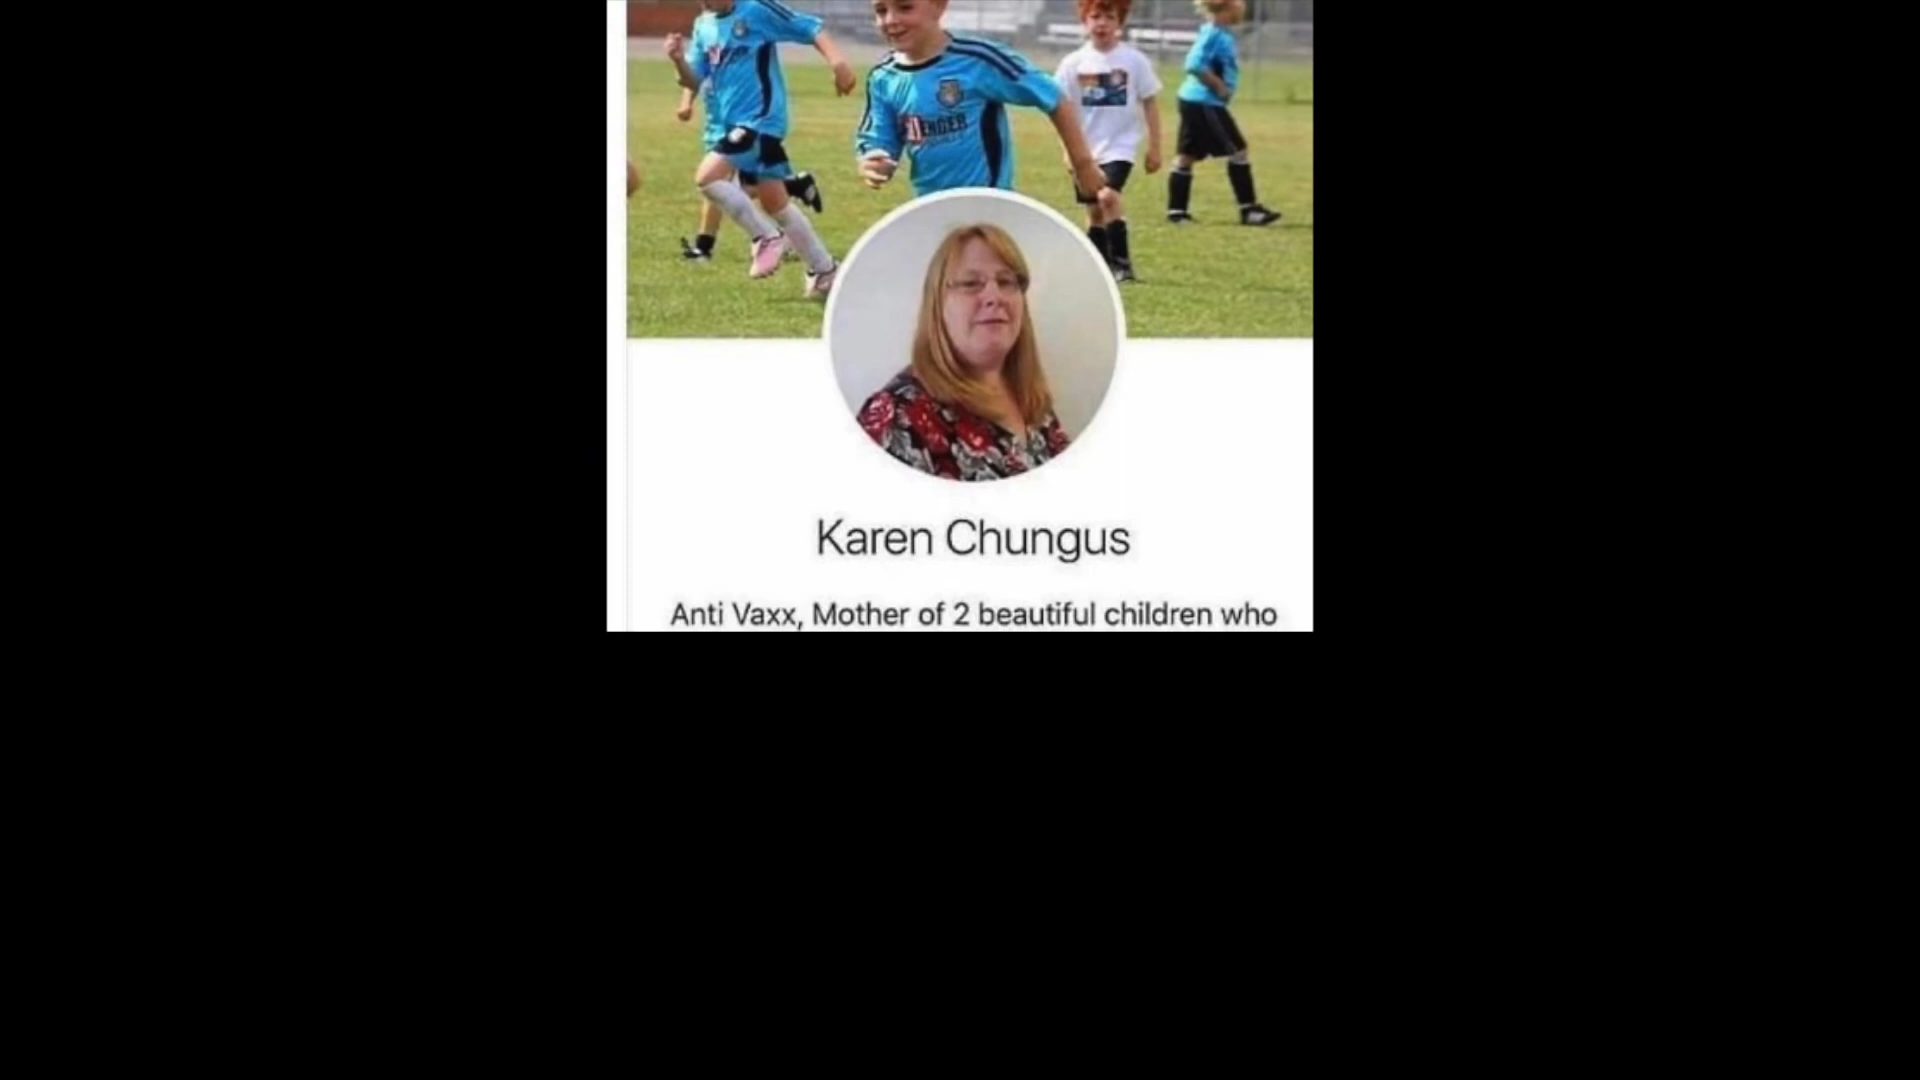 Karen Chungus
Anti Vaxx, Mother of 2 beautiful children who